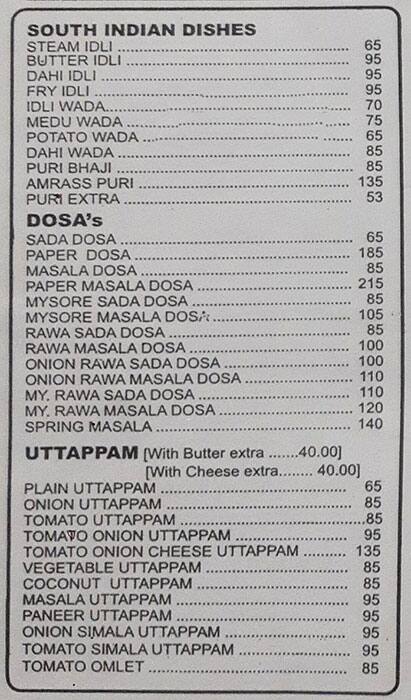 SOUTH INDIAN DISHES
STEAM IDLI ........ 65
BUTTER IDLI ........ 95
DAHI IDLI ........ 95
FRY IDLI ........ 95
IDLI WADA........ 70
MEDU WADA ........ 75
POTATO WADA ........ 65
DAHI WADA ........ 85
PURI BHAJI ........ 85
AMRASS PURI ........ 135
PURI EXTRA ........ 53
DOSA's
SADA DOSA ........ 65
PAPER DOSA ........ 185
MASALA DOSA ........ 85
PAPER MASALA DOSA ........ 215
MYSORE SADA DOSA ........ 85
MYSORE MASALA DOSA ........ 105
RAWA SADA DOSA ........ 85
RAWA MASALA DOSA ........ 100
ONION RAWA SADA DOSA ........ 100
ONION RAWA MASALA DOSA ........ 110
MY. RAWA SADA DOSA ........ 110
MY. RAWA MASALA DOSA ........ 120
SPRING MASALA ........ 140
UTTAPPAM [With Butter extra .......40.00]
[With Cheese extra........ 40.00]
PLAIN UTTAPPAM ........ 65
ONION UTTAPPAM ........ 85
TOMATO UTTAPPAM ........85
TOMATO ONION UTTAPPAM ........ 95
TOMATO ONION CHEESE UTTAPPAM .......... 135
VEGETABLE UTTAPPAM ........ 85
COCONUT UTTAPPAM ........ 85
MASALA UTTAPPAM ........ 95
PANEER UTTAPPAM ........ 95
ONION SIMALA UTTAPPAM ........ 95
TOMATO SIMALA UTTAPPAM ........ 95
TOMATO OMLET ........ 85